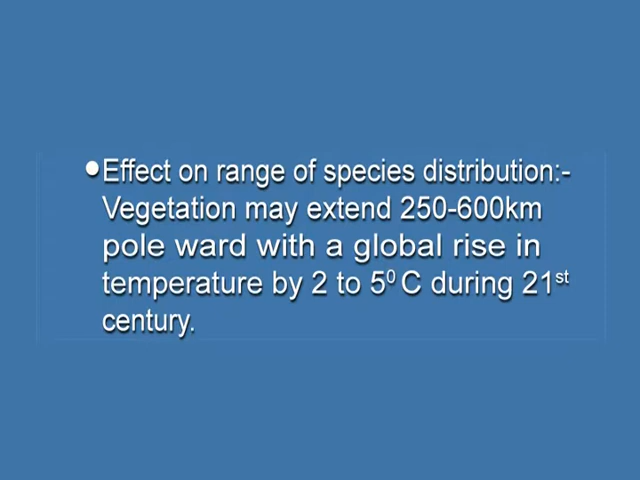 •Effect on range of species distribution:-
Vegetation may extend 250-600km
pole ward with a global rise in
temperature by 2 to 5⁰ C during 21ˢᵗ
century.